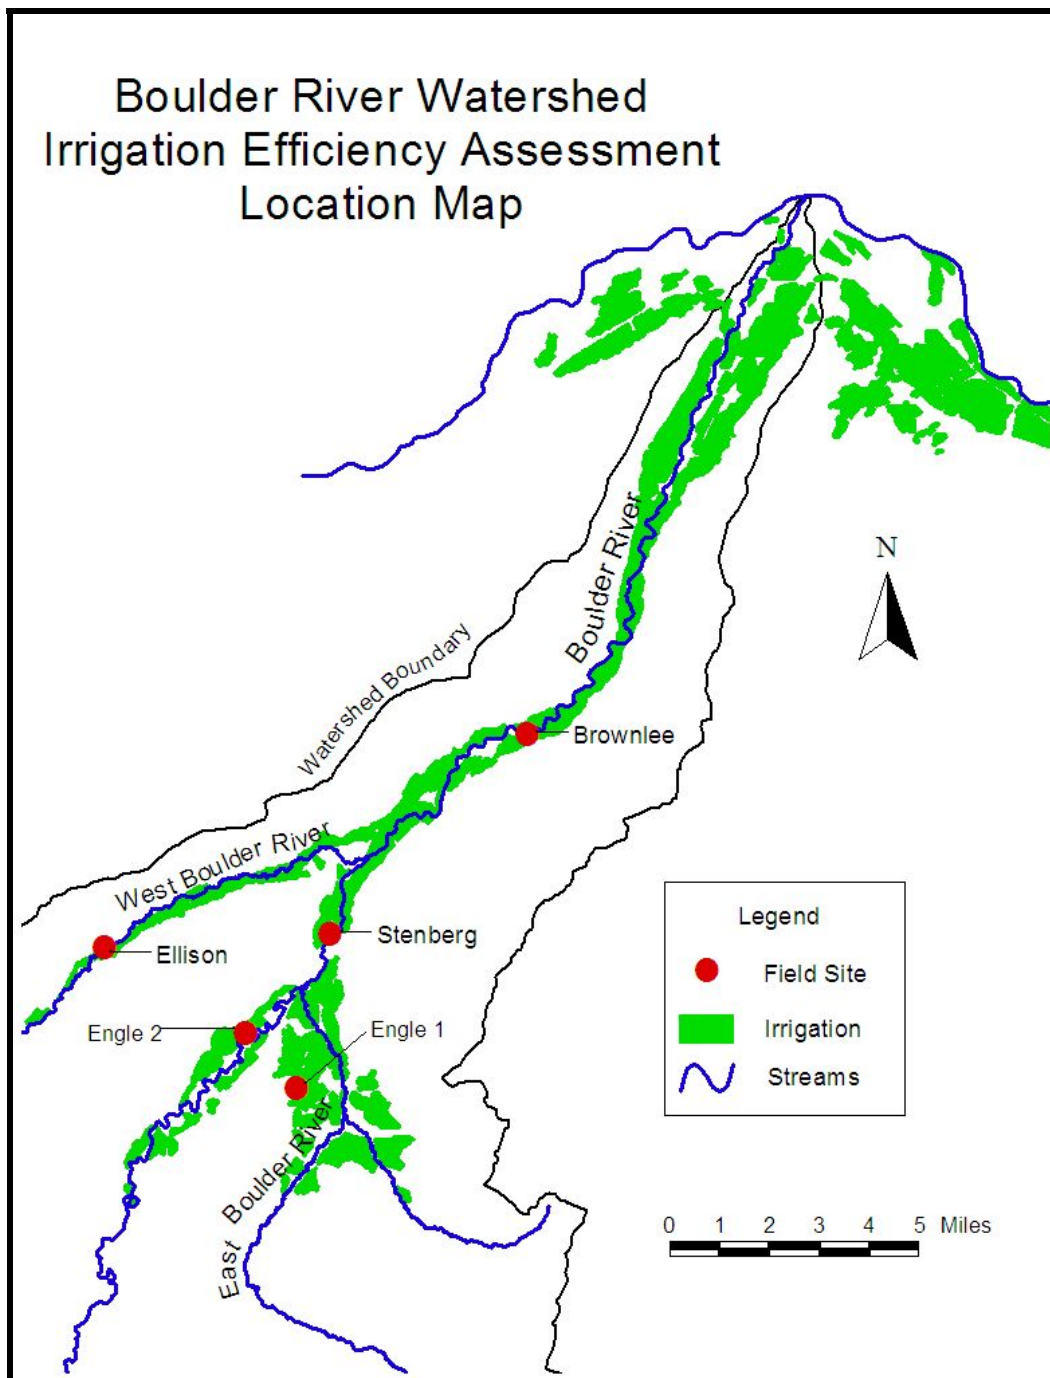 Boulder River Watershed
Irrigation Efficiency Assessment
Location Map
N
Boulder River
Watershed Boundary
Brownlee
West Boulder River
Stenberg
Ellison
Engle 2
Engle 1
East Boulder River
Legend
Field Site
Irrigation
Streams
0 1 2 3 4 5 Miles